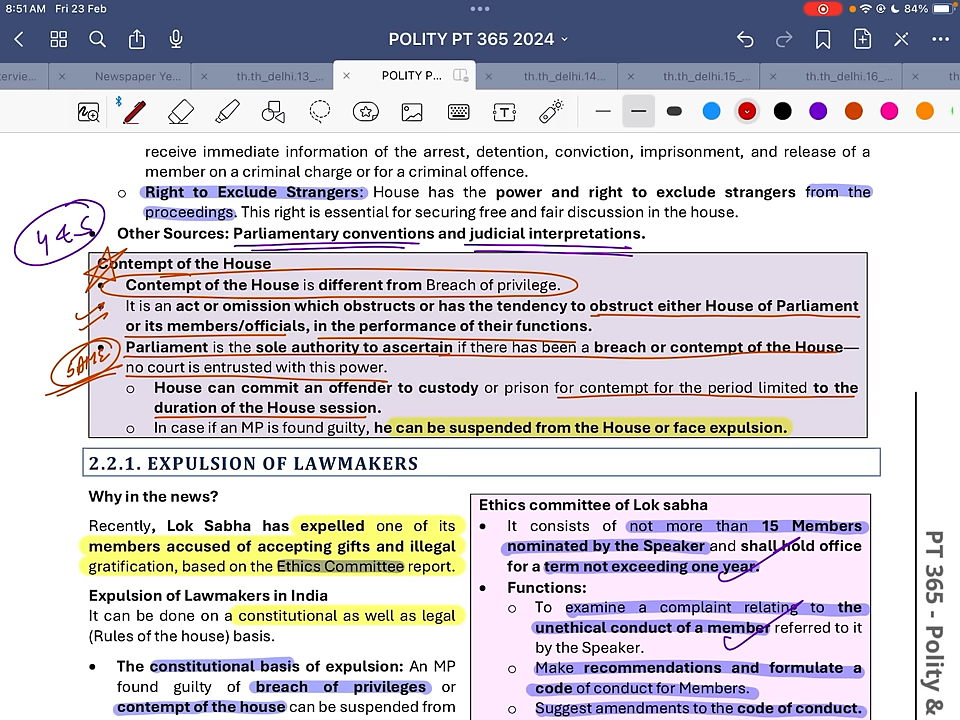 8:51 AM Fri 23 Feb
84%
POLITY PT 365 2024
tervie...
Newspaper Ye...
th.th_delhi.13_...
POLITY P...
th.th_delhi.14...
th.th_delhi.15_...
th.th_delhi.16_...
th
receive immediate information of the arrest, detention, conviction, imprisonment, and release of a
member on a criminal charge or for a criminal offence.
o Right to Exclude Strangers: House has the power and right to exclude strangers from the
proceedings. This right is essential for securing free and fair discussion in the house.
• Other Sources: Parliamentary conventions and judicial interpretations.
Contempt of the House
• Contempt of the House is different from Breach of privilege.
• It is an act or omission which obstructs or has the tendency to obstruct either House of Parliament
or its members/officials, in the performance of their functions.
SAME
• Parliament is the sole authority to ascertain if there has been a breach or contempt of the House—
no court is entrusted with this power.
o House can commit an offender to custody or prison for contempt for the period limited to the
duration of the House session.
o In case if an MP is found guilty, he can be suspended from the House or face expulsion.
2.2.1. EXPULSION OF LAWMAKERS
Why in the news?
Recently, Lok Sabha has expelled one of its
members accused of accepting gifts and illegal
gratification, based on the Ethics Committee report.
Expulsion of Lawmakers in India
It can be done on a constitutional as well as legal
(Rules of the house) basis.
• The constitutional basis of expulsion: An MP
found guilty of breach of privileges or
contempt of the house can be suspended from
Ethics committee of Lok sabha
• It consists of not more than 15 Members
nominated by the Speaker and shall hold office
for a term not exceeding one year.
• Functions:
o To examine a complaint relating to the
unethical conduct of a member referred to it
by the Speaker.
o Make recommendations and formulate a
code of conduct for Members.
o Suggest amendments to the code of conduct.
PT 365 - Polity &